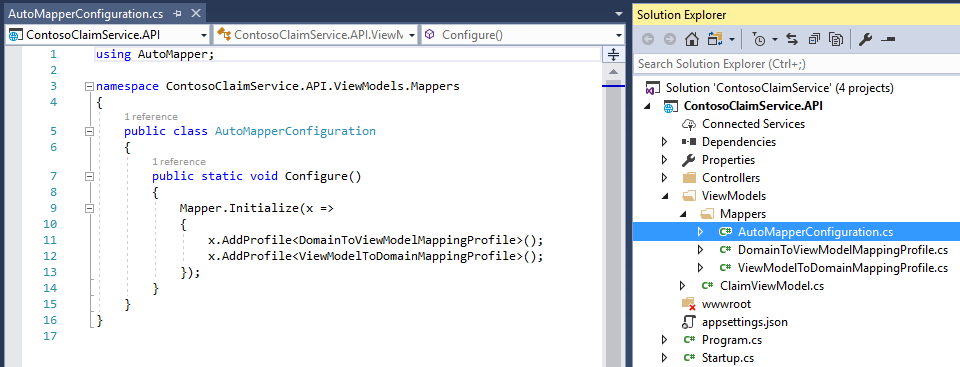 AutoMapperConfiguration.cs
ContosoClaimService.API
ContosoClaimService.API.ViewM
Configure()
1 using AutoMapper;
2
3 namespace ContosoClaimService.API.ViewModels.Mappers
4 {
1 reference
5 public class AutoMapperConfiguration
6 {
1 reference
7 public static void Configure()
8 {
9 Mapper.Initialize(x =>
10 {
11 x.AddProfile<DomainToViewModelMappingProfile>();
12 x.AddProfile<ViewModelToDomainMappingProfile>();
13 });
14 }
15 }
16 }
17
Solution Explorer
Search Solution Explorer (Ctrl+;)
Solution 'ContosoClaimService' (4 projects)
ContosoClaimService.API
Connected Services
Dependencies
Properties
Controllers
ViewModels
Mappers
C# AutoMapperConfiguration.cs
C# DomainToViewModelMappingProfile.cs
C# ViewModelToDomainMappingProfile.cs
C# ClaimViewModel.cs
wwwroot
appsettings.json
C# Program.cs
C# Startup.cs